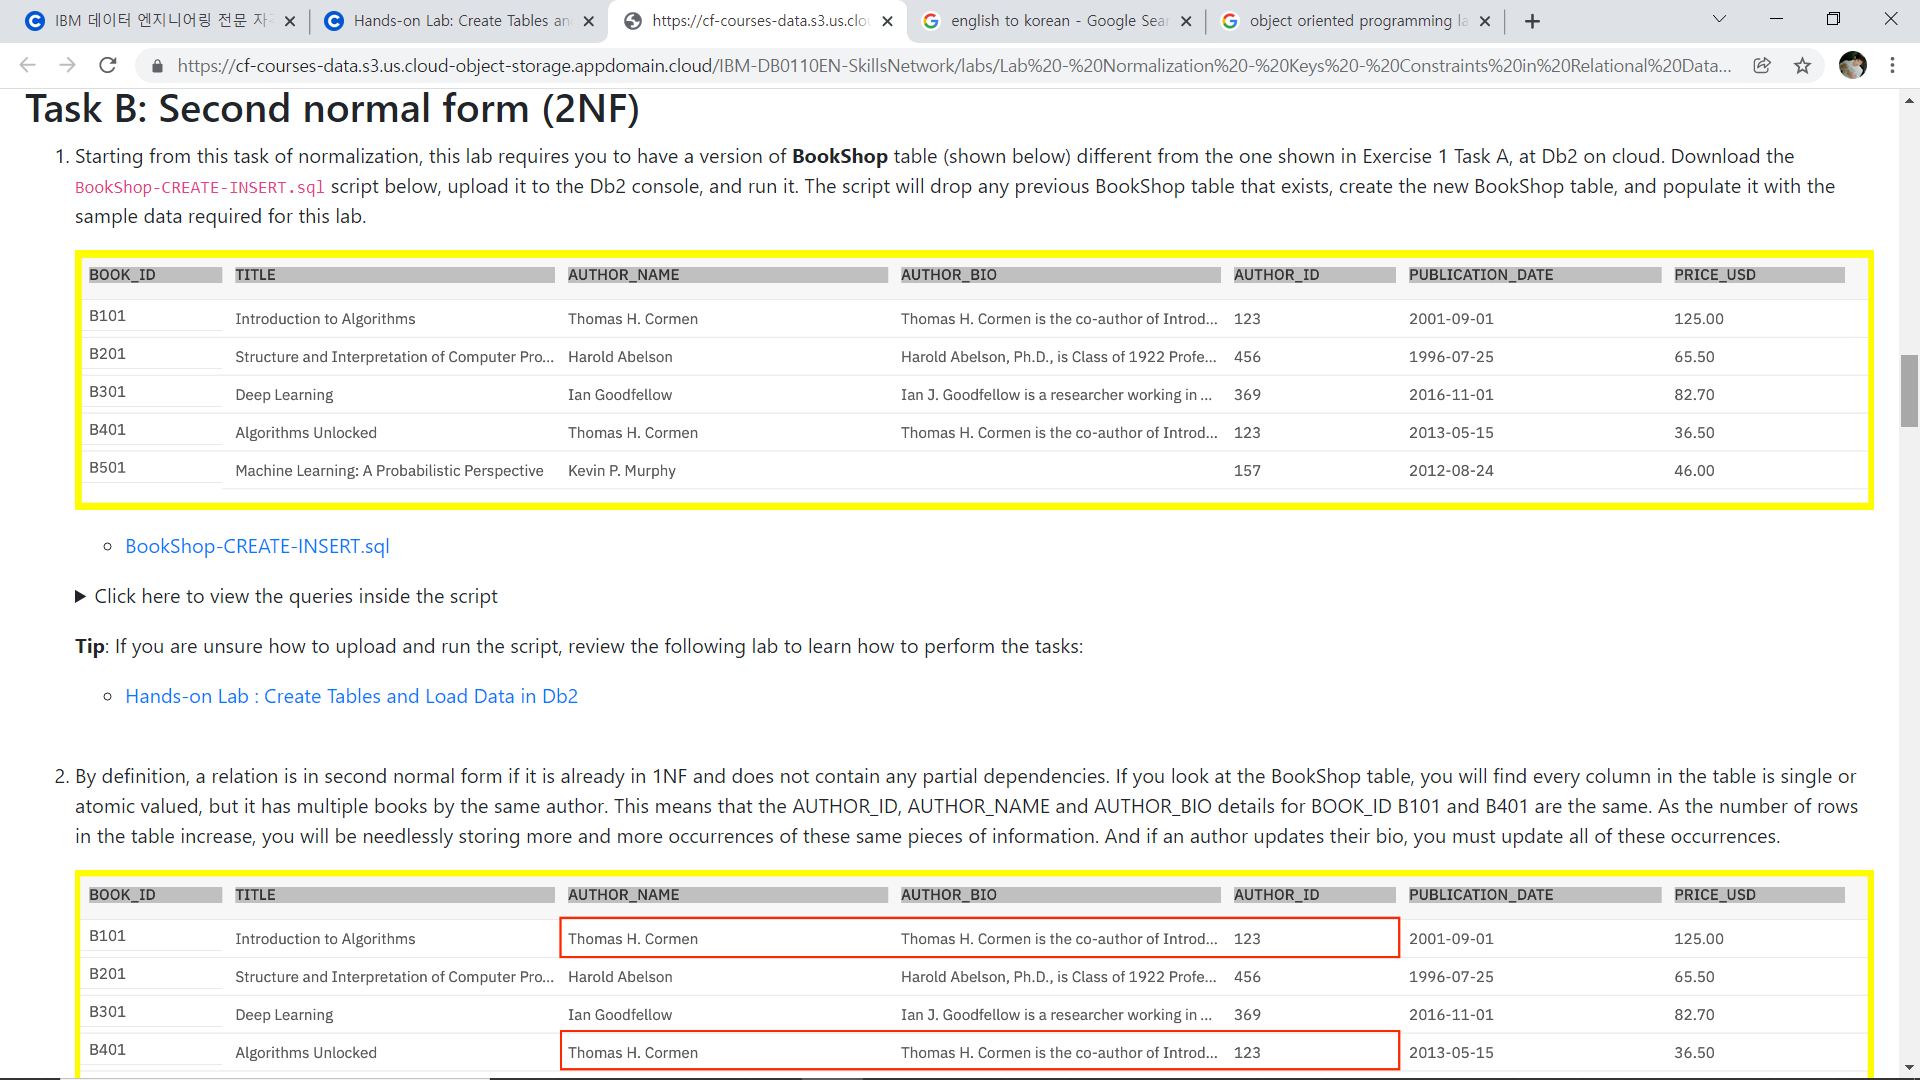 IBM 데이터 엔지니어링 전문 자격
Hands-on Lab: Create Tables an
https://cf-courses-data.s3.us.clou
english to korean - Google Sear
object oriented programming la
https://cf-courses-data.s3.us.cloud-object-storage.appdomain.cloud/IBM-DB0110EN-SkillsNetwork/labs/Lab%20-%20Normalization%20-%20Keys%20-%20Constraints%20in%20Relational%20Data...
Task B: Second normal form (2NF)
1. Starting from this task of normalization, this lab requires you to have a version of BookShop table (shown below) different from the one shown in Exercise 1 Task A, at Db2 on cloud. Download the
BookShop-CREATE-INSERT.sql script below, upload it to the Db2 console, and run it. The script will drop any previous BookShop table that exists, create the new BookShop table, and populate it with the
sample data required for this lab.
BOOK_ID TITLE AUTHOR_NAME AUTHOR_BIO AUTHOR_ID PUBLICATION_DATE PRICE_USD
B101 Introduction to Algorithms Thomas H. Cormen Thomas H. Cormen is the co-author of Introd... 123 2001-09-01 125.00
B201 Structure and Interpretation of Computer Pro... Harold Abelson Harold Abelson, Ph.D., is Class of 1922 Profe... 456 1996-07-25 65.50
B301 Deep Learning Ian Goodfellow Ian J. Goodfellow is a researcher working in ... 369 2016-11-01 82.70
B401 Algorithms Unlocked Thomas H. Cormen Thomas H. Cormen is the co-author of Introd... 123 2013-05-15 36.50
B501 Machine Learning: A Probabilistic Perspective Kevin P. Murphy 157 2012-08-24 46.00
BookShop-CREATE-INSERT.sql
Click here to view the queries inside the script
Tip: If you are unsure how to upload and run the script, review the following lab to learn how to perform the tasks:
Hands-on Lab : Create Tables and Load Data in Db2
2. By definition, a relation is in second normal form if it is already in 1NF and does not contain any partial dependencies. If you look at the BookShop table, you will find every column in the table is single or
atomic valued, but it has multiple books by the same author. This means that the AUTHOR_ID, AUTHOR_NAME and AUTHOR_BIO details for BOOK_ID B101 and B401 are the same. As the number of rows
in the table increase, you will be needlessly storing more and more occurrences of these same pieces of information. And if an author updates their bio, you must update all of these occurrences.
BOOK_ID TITLE AUTHOR_NAME AUTHOR_BIO AUTHOR_ID PUBLICATION_DATE PRICE_USD
B101 Introduction to Algorithms Thomas H. Cormen Thomas H. Cormen is the co-author of Introd... 123 2001-09-01 125.00
B201 Structure and Interpretation of Computer Pro... Harold Abelson Harold Abelson, Ph.D., is Class of 1922 Profe... 456 1996-07-25 65.50
B301 Deep Learning Ian Goodfellow Ian J. Goodfellow is a researcher working in ... 369 2016-11-01 82.70
B401 Algorithms Unlocked Thomas H. Cormen Thomas H. Cormen is the co-author of Introd... 123 2013-05-15 36.50